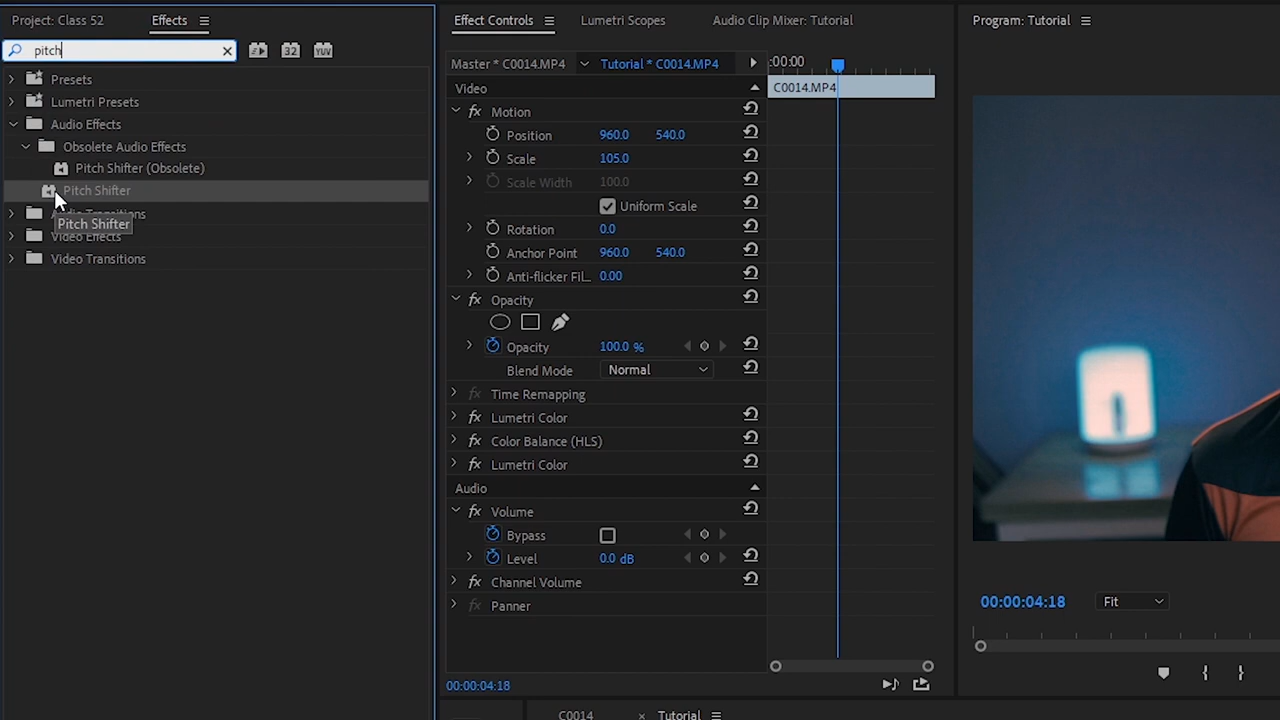 Project: Class 52
Effects
pitch
Presets
Lumetri Presets
Audio Effects
Obsolete Audio Effects
Pitch Shifter (Obsolete)
Pitch Shifter
Audio Transitions
Pitch Shifter
Video Effects
Video Transitions
Effect Controls
Lumetri Scopes
Audio Clip Mixer: Tutorial
Master * C0014.MP4
Tutorial * C0014.MP4
:00:00
Video
C0014.MP4
Motion
Position 960.0 540.0
Scale 105.0
Scale Width 100.0
Uniform Scale
Rotation 0.0
Anchor Point 960.0 540.0
Anti-flicker Fil... 0.00
Opacity
Opacity 100.0 %
Blend Mode Normal
Time Remapping
Lumetri Color
Color Balance (HLS)
Lumetri Color
Audio
Volume
Bypass
Level 0.0 dB
Channel Volume
Panner
00:00:04:18
Program: Tutorial
00:00:04:18
Fit
C0014
Tutorial
32
YUV